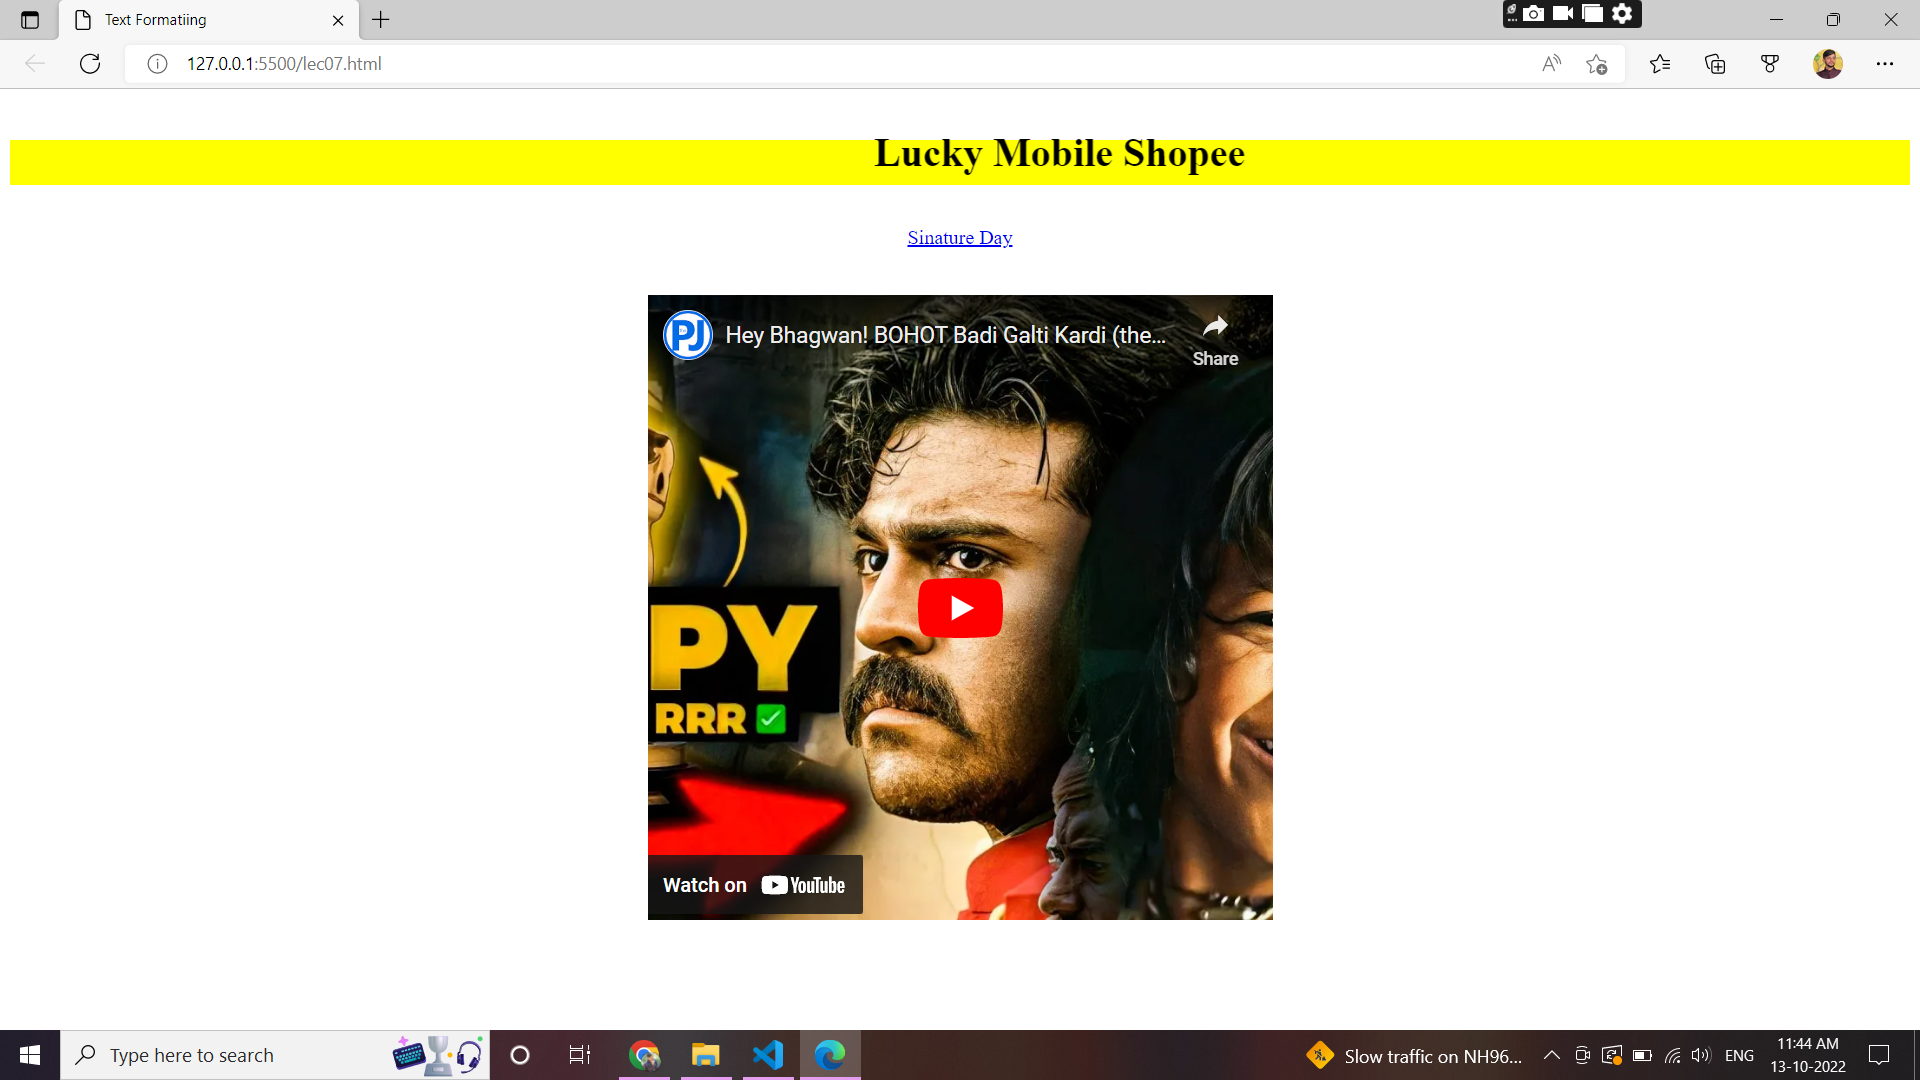 Text Formatiing
127.0.0.1:5500/lec07.html
Lucky Mobile Shopee
Sinature Day
PJ
Hey Bhagwan! BOHOT Badi Galti Kardi (the...
Share
PY
RRR
Watch on YouTube
Type here to search
Slow traffic on NH96...
ENG
11:44 AM
13-10-2022